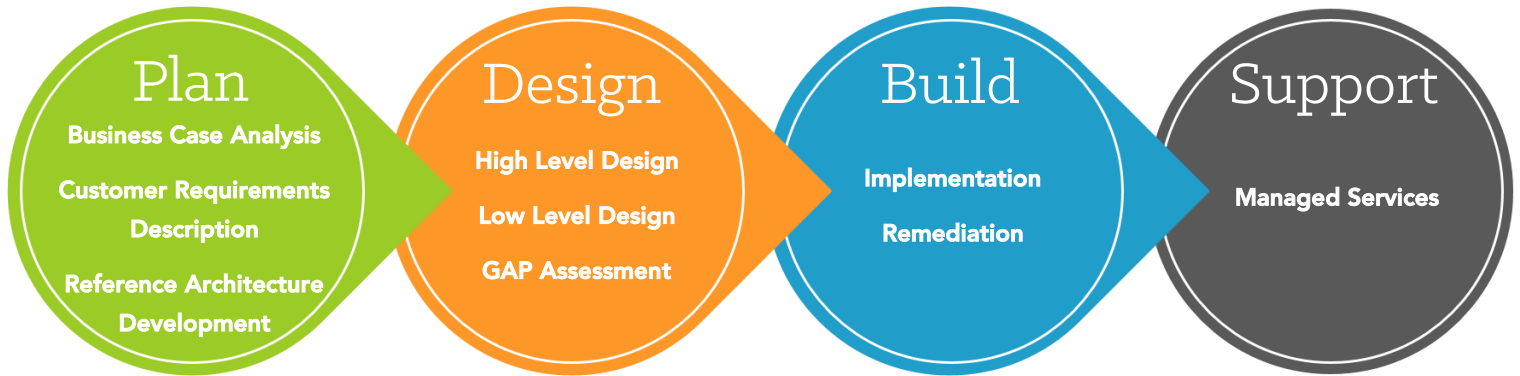 Plan
Business Case Analysis
Customer Requirements
Description
Reference Architecture
Development
Design
High Level Design
Low Level Design
GAP Assessment
Build
Implementation
Remediation
Support
Managed Services